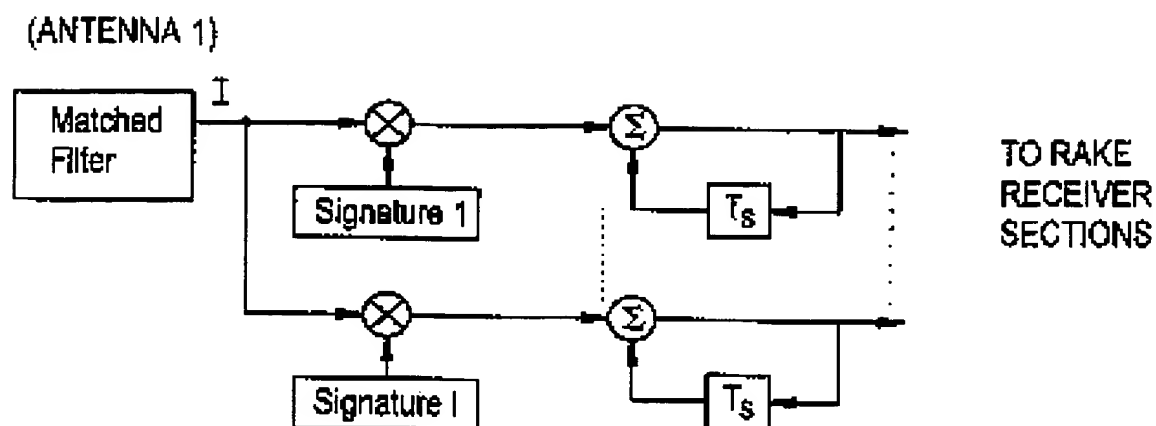 (ANTENNA 1)
I
Matched
Filter
Σ
TO RAKE
RECEIVER
SECTIONS
Signature 1
Ts
Σ
Signature l
Ts